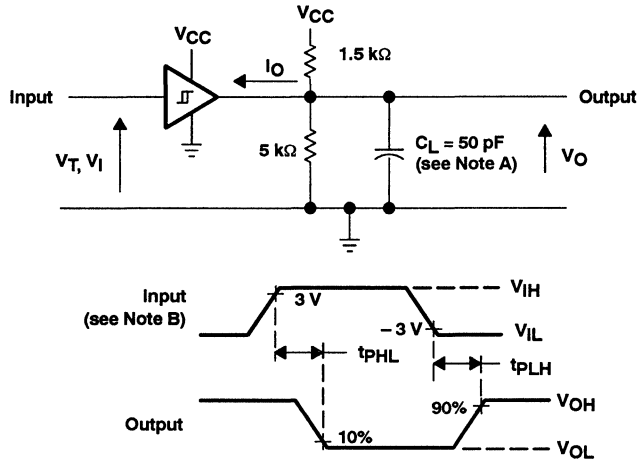 VCC
VCC
1.5 kΩ
IO
Input
Output
VT, VI
5 kΩ
CL = 50 pF
(see Note A)
VO
Input
(see Note B)
3 V
VIH
– 3 V
VIL
tPHL
tPLH
Output
90%
VOH
10%
VOL